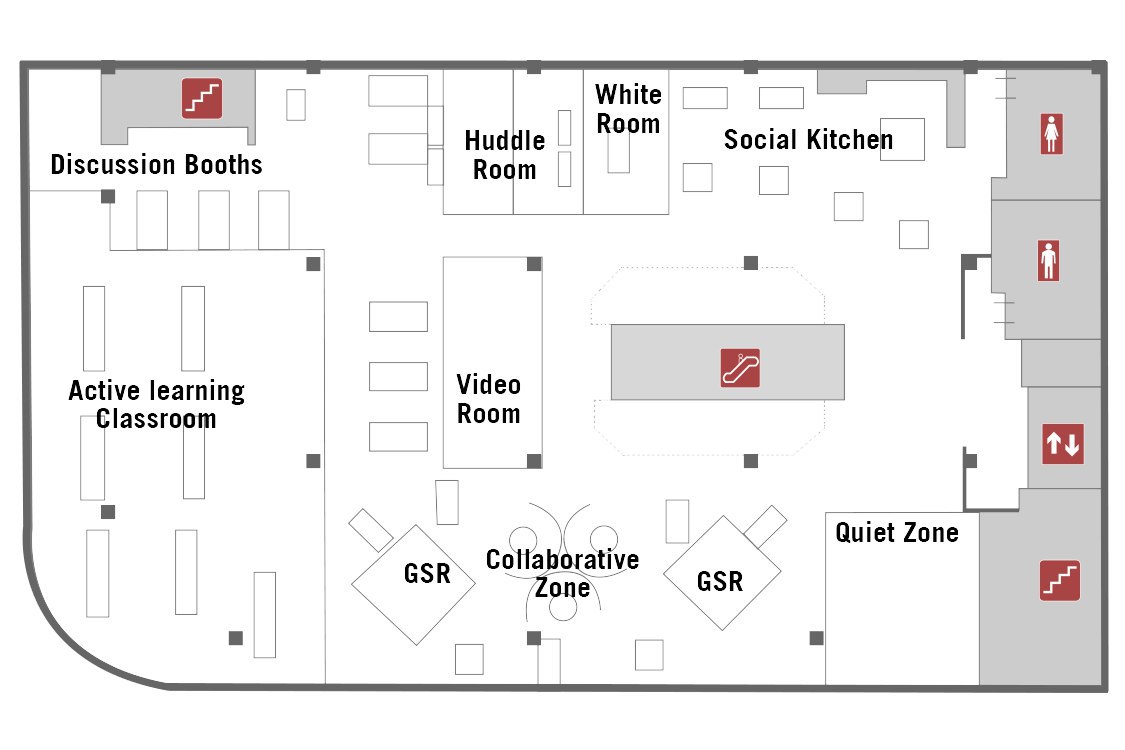 White
Room
Huddle
Room
Social Kitchen
Discussion Booths
Active learning
Classroom
Video
Room
Quiet Zone
Collaborative
Zone
GSR
GSR